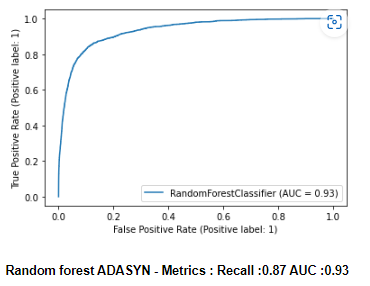 1.0
0.8
0.6
0.4
0.2
0.0
True Positive Rate (Positive label: 1)
RandomForestClassifier (AUC = 0.93)
0.0 0.2 0.4 0.6 0.8 1.0
False Positive Rate (Positive label: 1)
Random forest ADASYN - Metrics : Recall :0.87 AUC :0.93